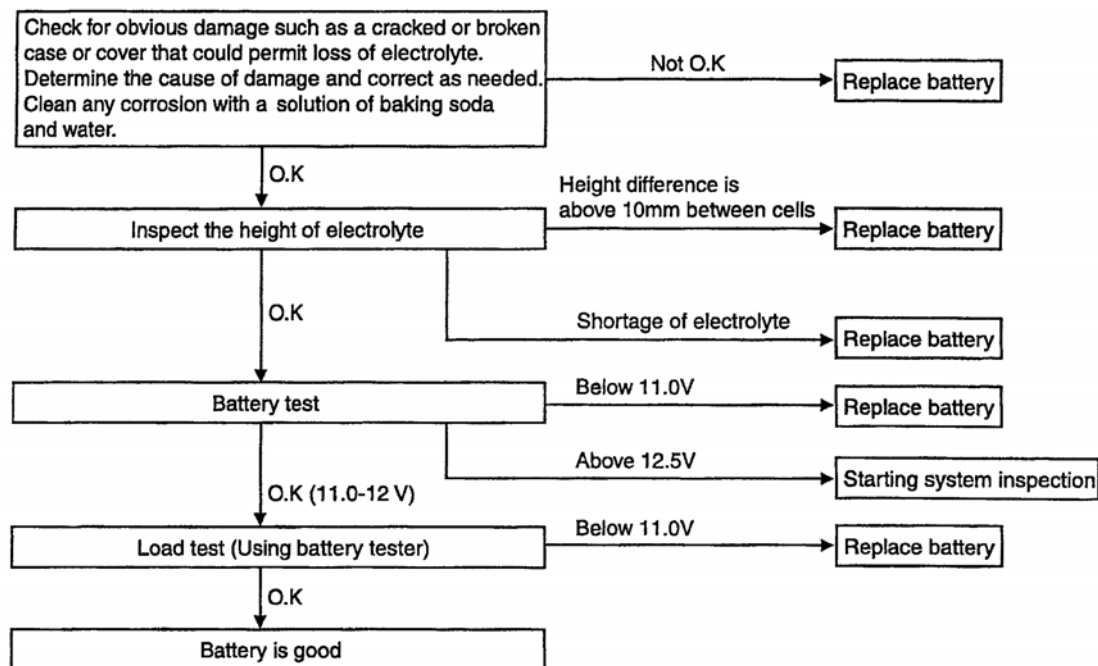 Check for obvious damage such as a cracked or broken
case or cover that could permit loss of electrolyte.
Determine the cause of damage and correct as needed.
Clean any corrosion with a solution of baking soda
and water.
Not O.K
Replace battery
O.K
Height difference is
above 10mm between cells
Inspect the height of electrolyte
Replace battery
O.K
Shortage of electrolyte
Replace battery
Below 11.0V
Battery test
Replace battery
Above 12.5V
Starting system inspection
O.K (11.0-12 V)
Below 11.0V
Load test (Using battery tester)
Replace battery
O.K
Battery is good